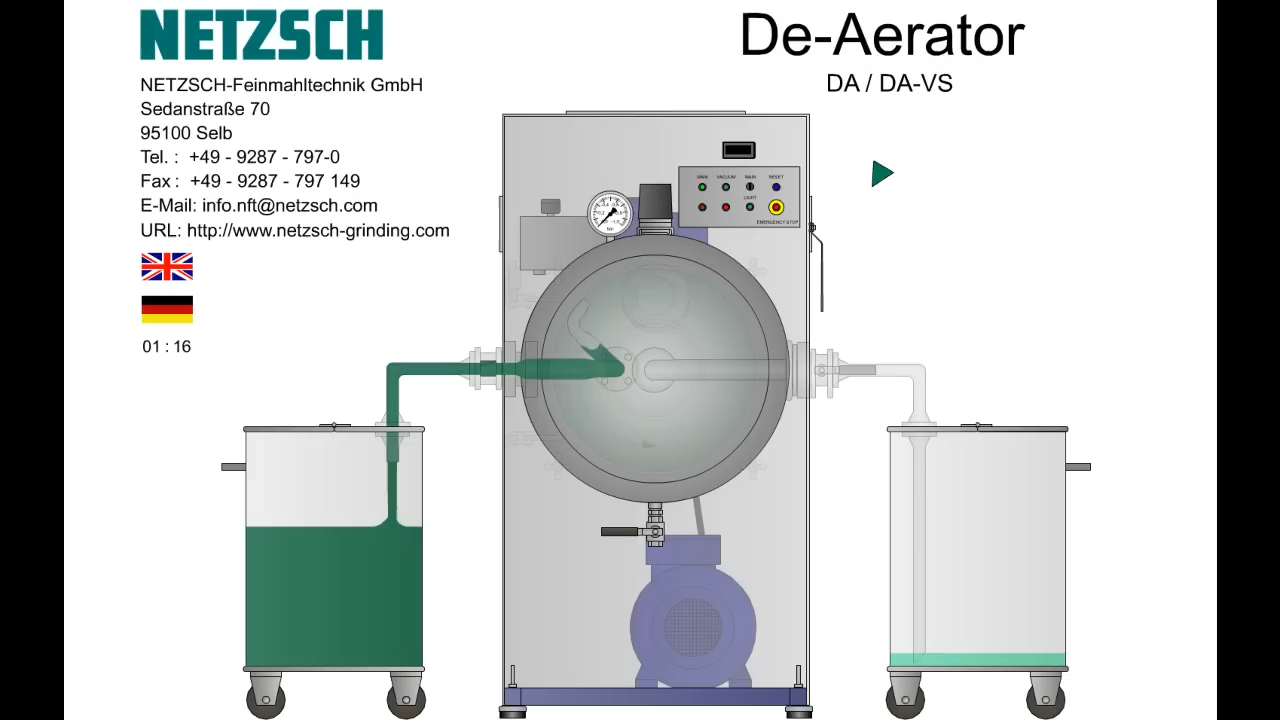 NETZSCH
NETZSCH-Feinmahltechnik GmbH
Sedanstraße 70
95100 Selb
Tel. : +49 - 9287 - 797-0
Fax : +49 - 9287 - 797 149
E-Mail: info.nft@netzsch.com
URL: http://www.netzsch-grinding.com
01 : 16
De-Aerator
DA / DA-VS
MAIN VACUUM MAIN RESET
LIGHT
EMERGENCY STOP